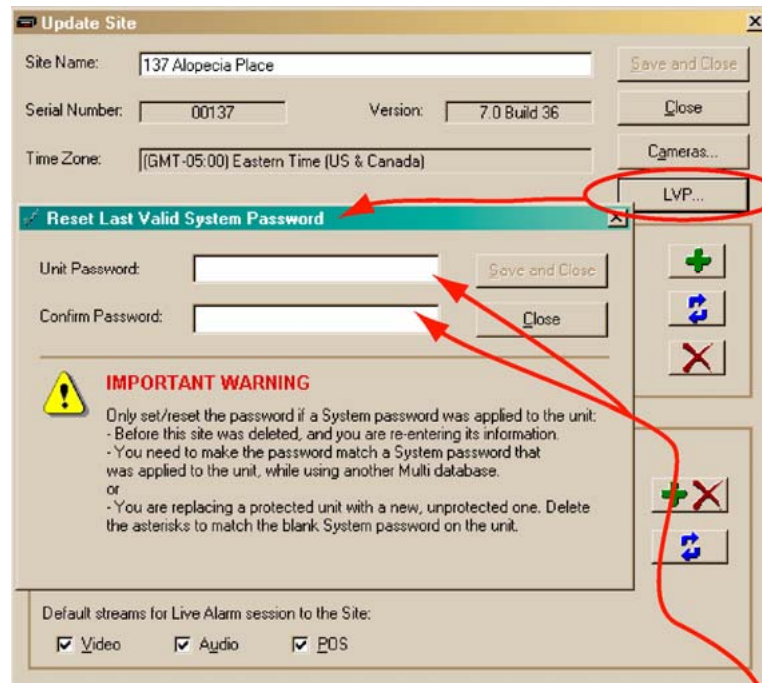 Update Site
Site Name: 137 Alopecia Place
Save and Close
Serial Number: 00137 Version: 7.0 Build 36
Close
Time Zone: (GMT-05:00) Eastern Time (US & Canada)
Cameras...
LVP...
Reset Last Valid System Password
Unit Password:
Save and Close
Confirm Password:
Close
IMPORTANT WARNING
Only set/reset the password if a System password was applied to the unit:
- Before this site was deleted, and you are re-entering its information.
- You need to make the password match a System password that
was applied to the unit, while using another Multi database.
or
- You are replacing a protected unit with a new, unprotected one. Delete
the asterisks to match the blank System password on the unit.
Default streams for Live Alarm session to the Site:
Video Audio POS